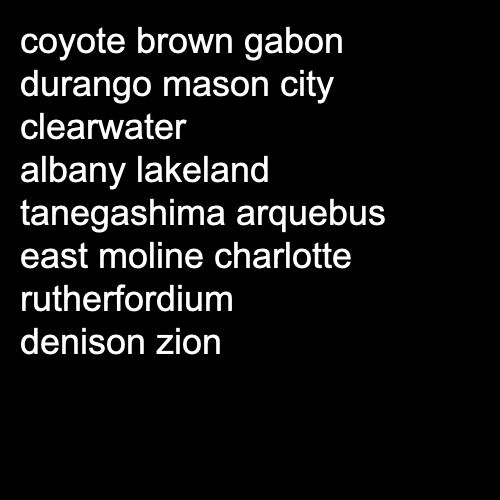 coyote brown gabon
durango mason city
clearwater
albany lakeland
tanegashima arquebus
east moline charlotte
rutherfordium
denison zion